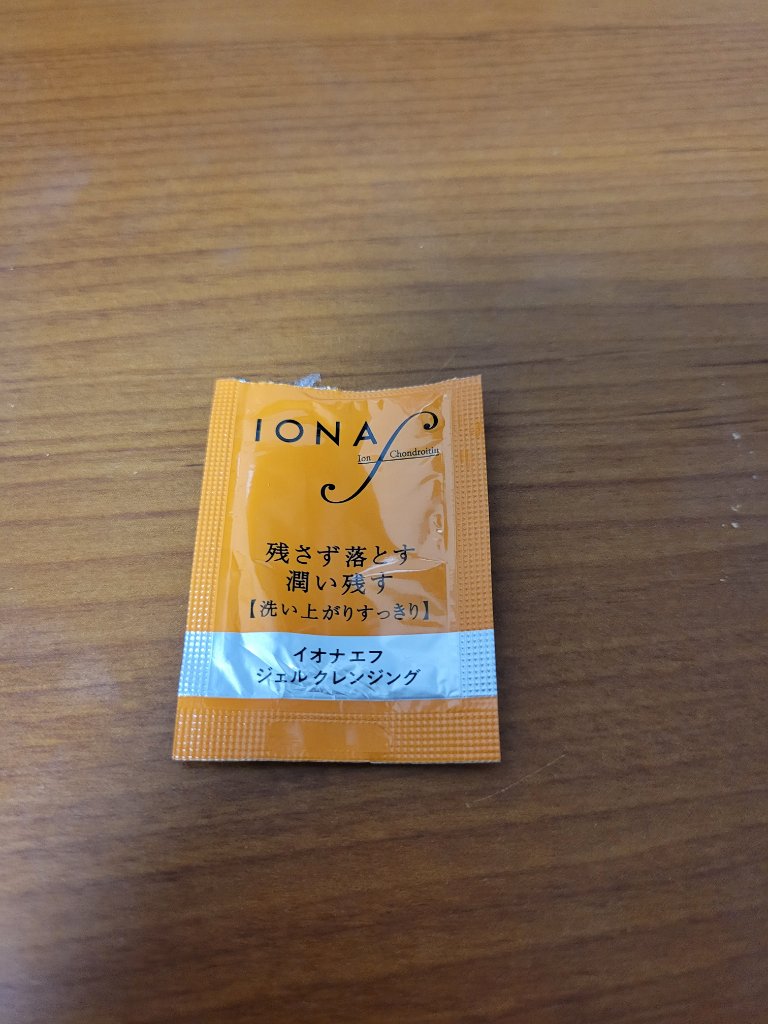 IONA f
Ion Chondroitin
残さず落とす
潤い残す
【洗い上がりすっきり】
イオナ エフ
ジェル クレンジング